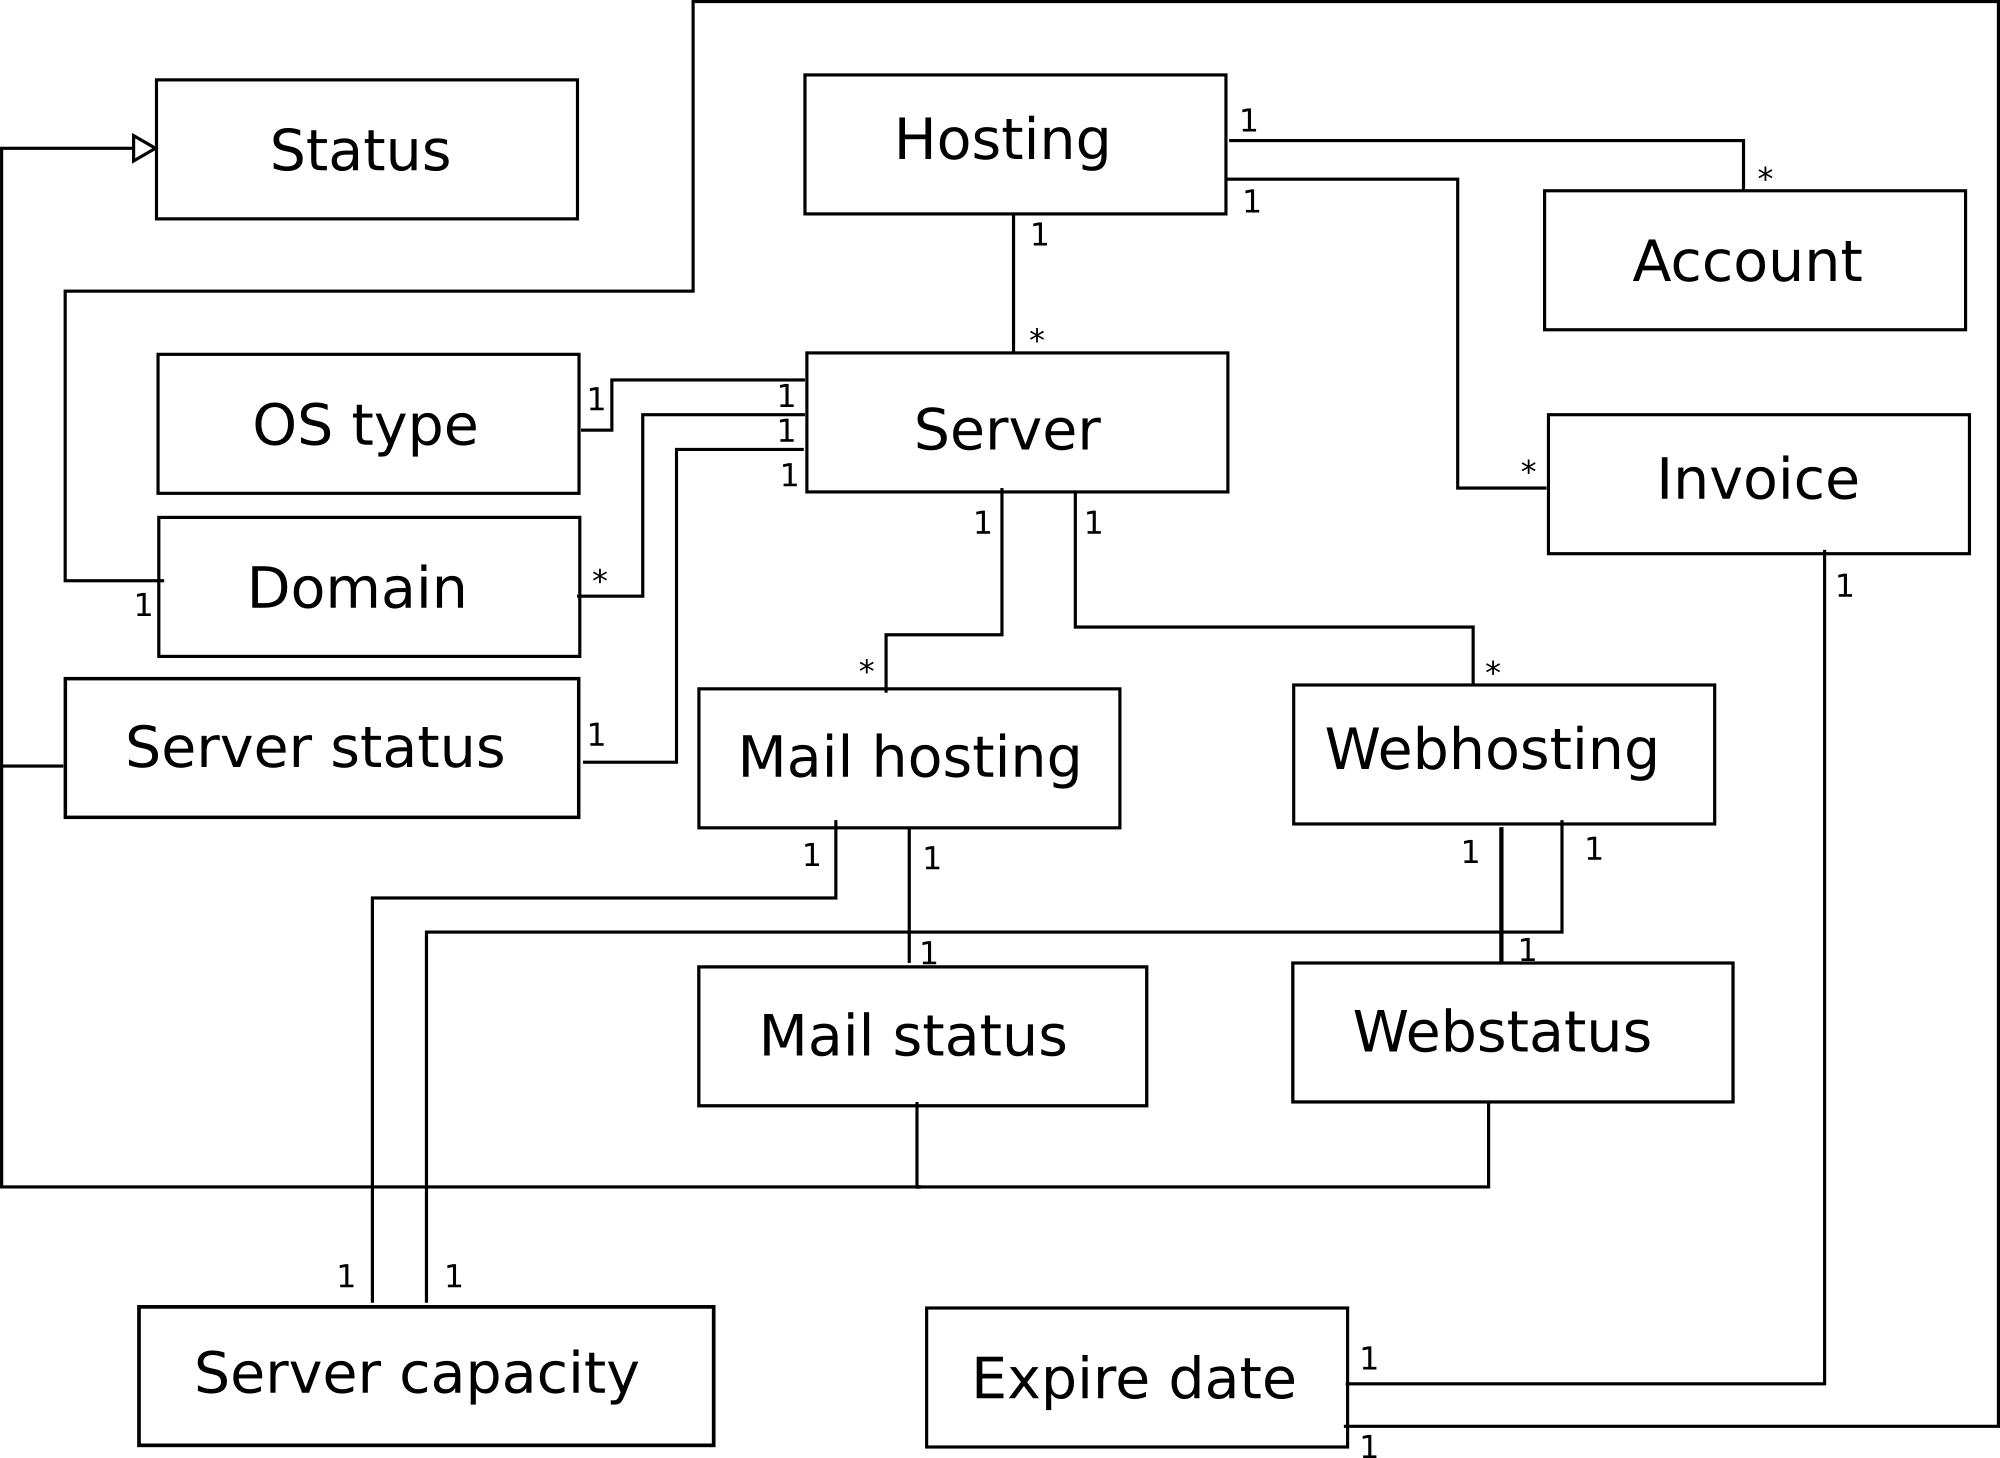 Status
Hosting
1
*
1
Account
1
OS type
1
1
*
Server
1
1
Invoice
*
Domain
*
1
1
1
1
Server status
1
*
*
Mail hosting
Webhosting
1
1
1
1
1
1
Mail status
Webstatus
1
1
Server capacity
Expire date
1
1